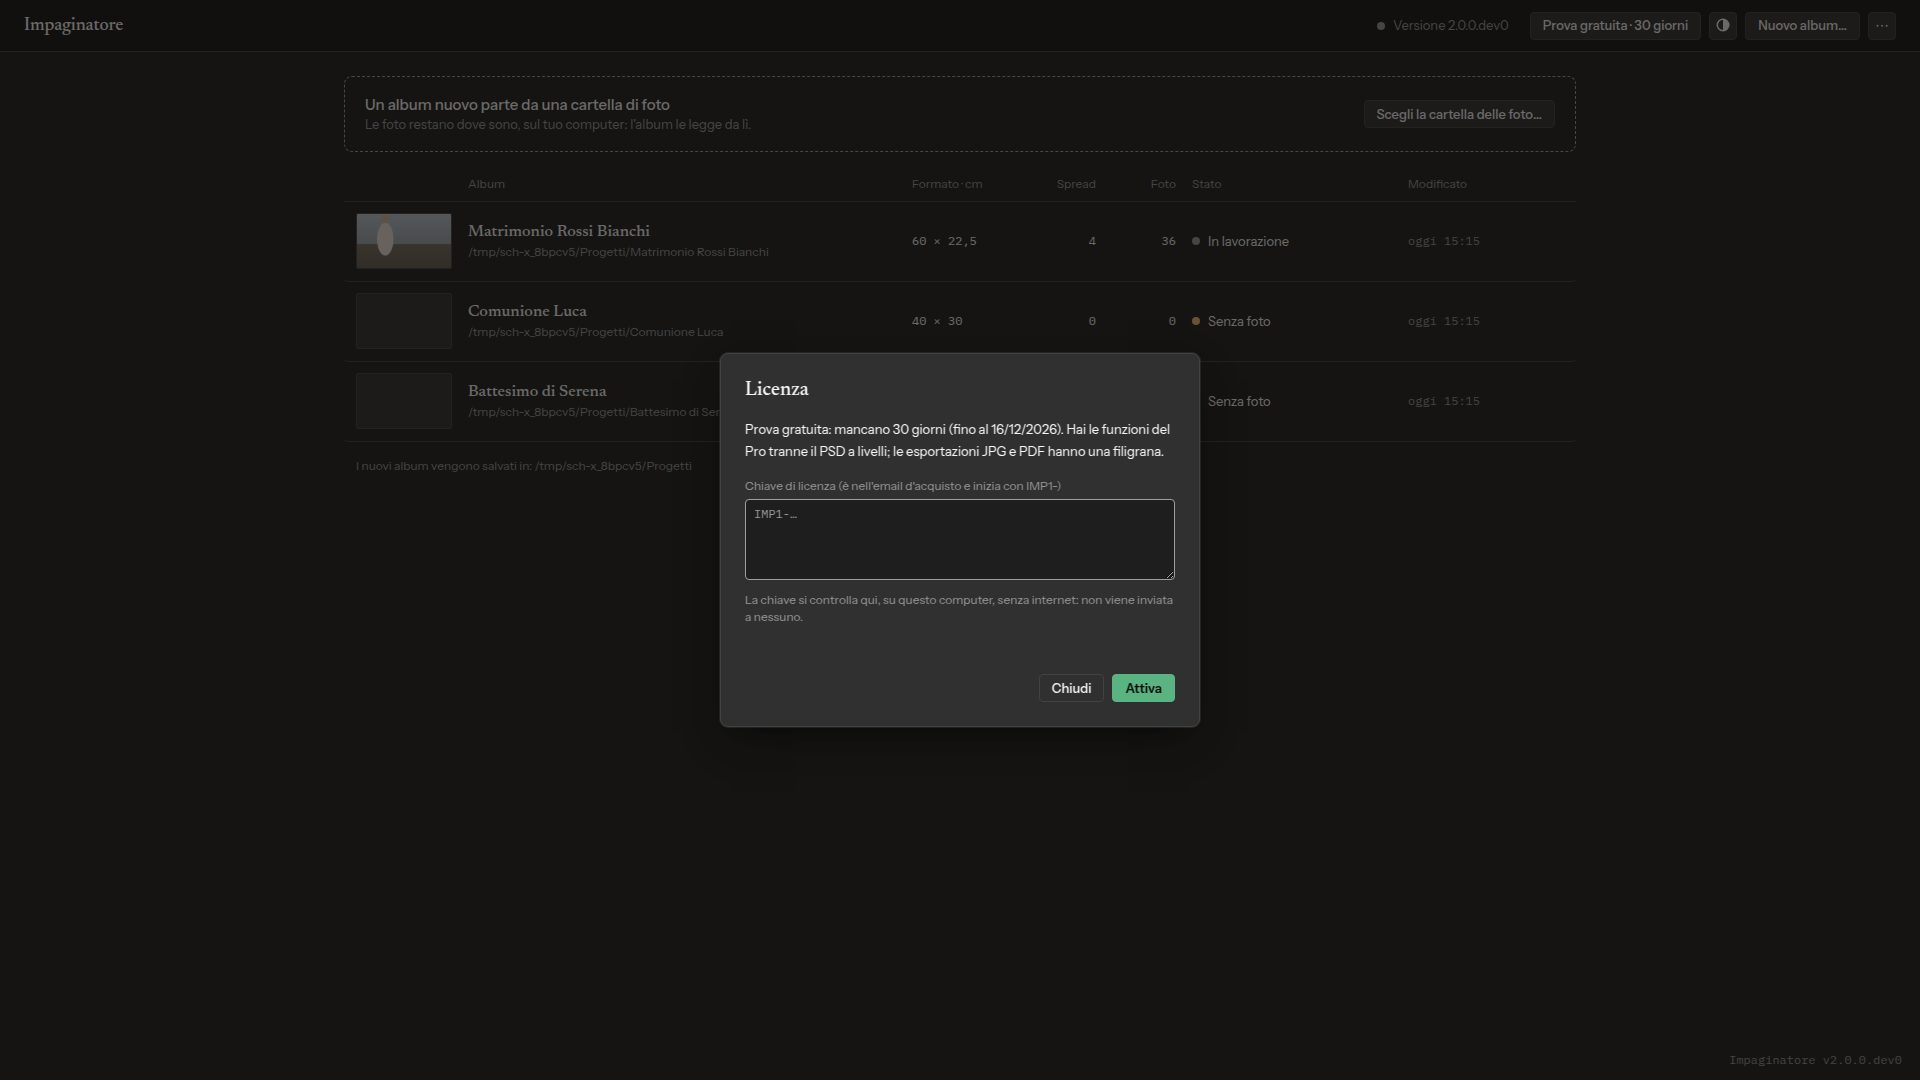 Impaginatore
Versione 2.0.0.dev0
Prova gratuita · 30 giorni
Nuovo album…
Un album nuovo parte da una cartella di foto
Le foto restano dove sono, sul tuo computer: l'album le legge da lì.
Scegli la cartella delle foto…
Album Formato · cm Spread Foto Stato Modificato
Matrimonio Rossi Bianchi
/tmp/sch-x_8bpcv5/Progetti/Matrimonio Rossi Bianchi
60 × 22,5 4 36 In lavorazione oggi 15:15
Comunione Luca
/tmp/sch-x_8bpcv5/Progetti/Comunione Luca
40 × 30 0 0 Senza foto oggi 15:15
Battesimo di Serena
/tmp/sch-x_8bpcv5/Progetti/Battesimo di Ser
Senza foto oggi 15:15
I nuovi album vengono salvati in: /tmp/sch-x_8bpcv5/Progetti
Licenza
Prova gratuita: mancano 30 giorni (fino al 16/12/2026). Hai le funzioni del
Pro tranne il PSD a livelli; le esportazioni JPG e PDF hanno una filigrana.
Chiave di licenza (è nell'email d'acquisto e inizia con IMP1-)
IMP1-…
La chiave si controlla qui, su questo computer, senza internet: non viene inviata
a nessuno.
Chiudi
Attiva
Impaginatore v2.0.0.dev0